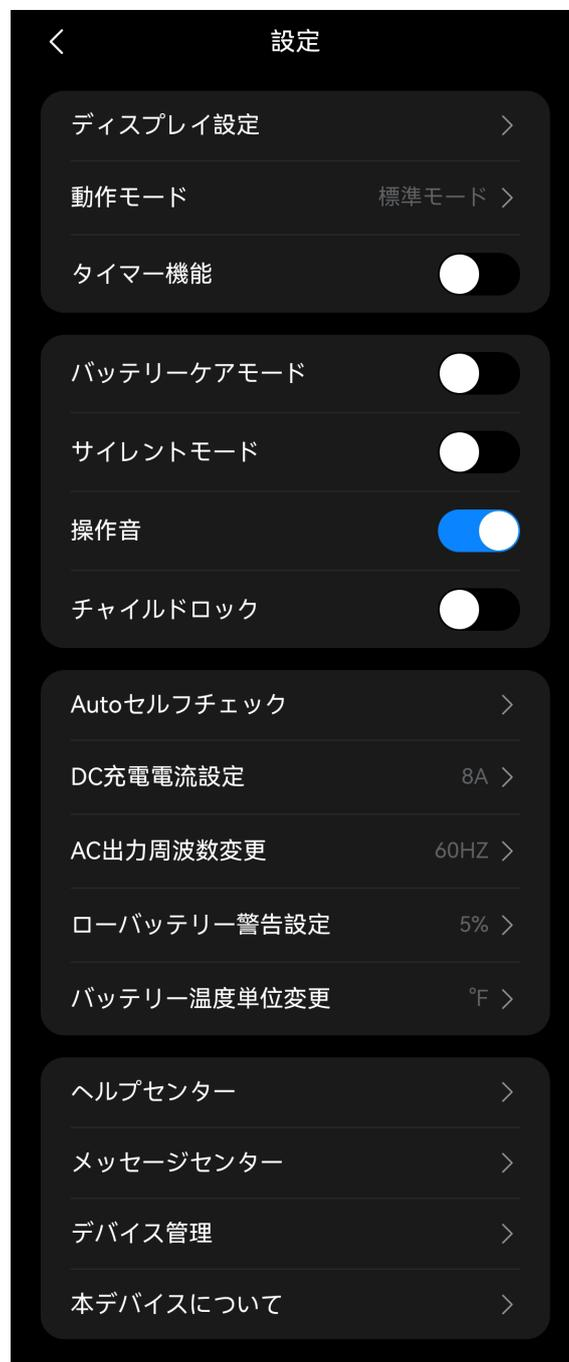 設定
ディスプレイ設定
動作モード 標準モード
タイマー機能
バッテリーケアモード
サイレントモード
操作音
チャイルドロック
Autoセルフチェック
DC充電電流設定 8A
AC出力周波数変更 60HZ
ローバッテリー警告設定 5%
バッテリー温度単位変更 °F
ヘルプセンター
メッセージセンター
デバイス管理
本デバイスについて